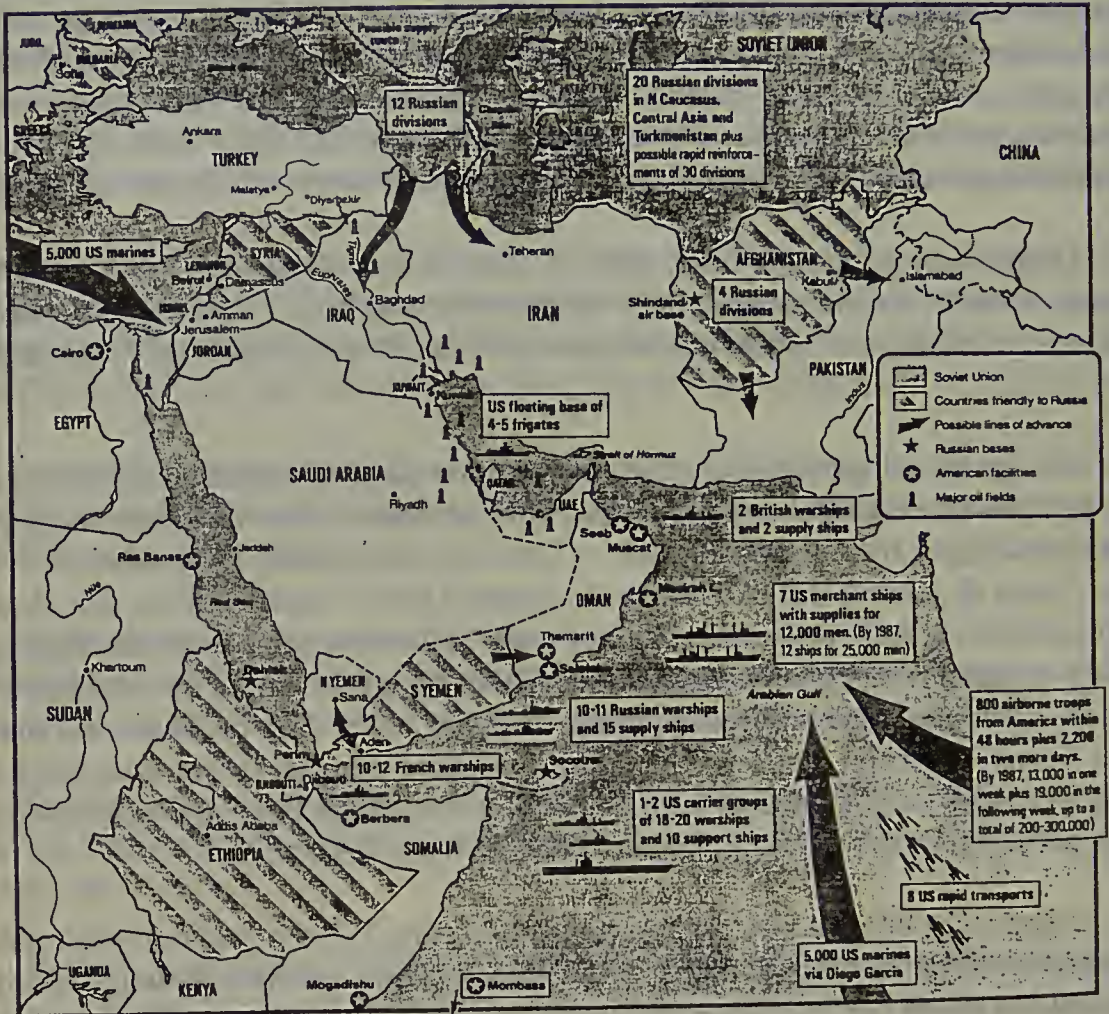 SOVIET UNION
12 Russian
divisions
20 Russian divisions
in N Caucasus,
Central Asia and
Turkmenistan plus
possible rapid reinforce-
ments of 30 divisions
CHINA
Sofia
GREECE
Ankara
TURKEY
Malatya
Diyarbekir
5,000 US marines
LEBANON
Beirut
SYRIA
Damascus
Tigris
Euphrates
Teheran
Baghdad
IRAQ
IRAN
AFGHANISTAN
Kabul
Islamabad
Shindand
air base
4 Russian
divisions
ISRAEL
Amman
Jerusalem
JORDAN
Cairo
EGYPT
KUWAIT
PAKISTAN
Indus
Soviet Union
Countries friendly to Russia
Possible lines of advance
Russian bases
American facilities
Major oil fields
US floating base of
4-5 frigates
Strait of Hormuz
SAUDI ARABIA
Riyadh
QATAR
UAE
2 British warships
and 2 supply ships
Seeb
Muscat
Ras Banas
Jeddah
Nile
Red Sea
OMAN
Masirah I.
7 US merchant ships
with supplies for
12,000 men. (By 1987,
12 ships for 25,000 men)
Thamarit
Salalah
Khartoum
Dahlak
N YEMEN
Sana
S YEMEN
Arabian Gulf
SUDAN
10-11 Russian warships
and 15 supply ships
800 airborne troops
from America within
48 hours plus 2,200
in two more days.
(By 1987, 13,000 in one
week plus 19,000 in the
following week, up to a
total of 200-300,000)
Aden
Perim
10-12 French warships
Socotra
DJIBOUTI
Djibouti
Berbera
1-2 US carrier groups
of 18-20 warships
and 10 support ships
Addis Ababa
ETHIOPIA
SOMALIA
8 US rapid transports
5,000 US marines
via Diego Garcia
UGANDA
KENYA
Mogadishu
Mombasa